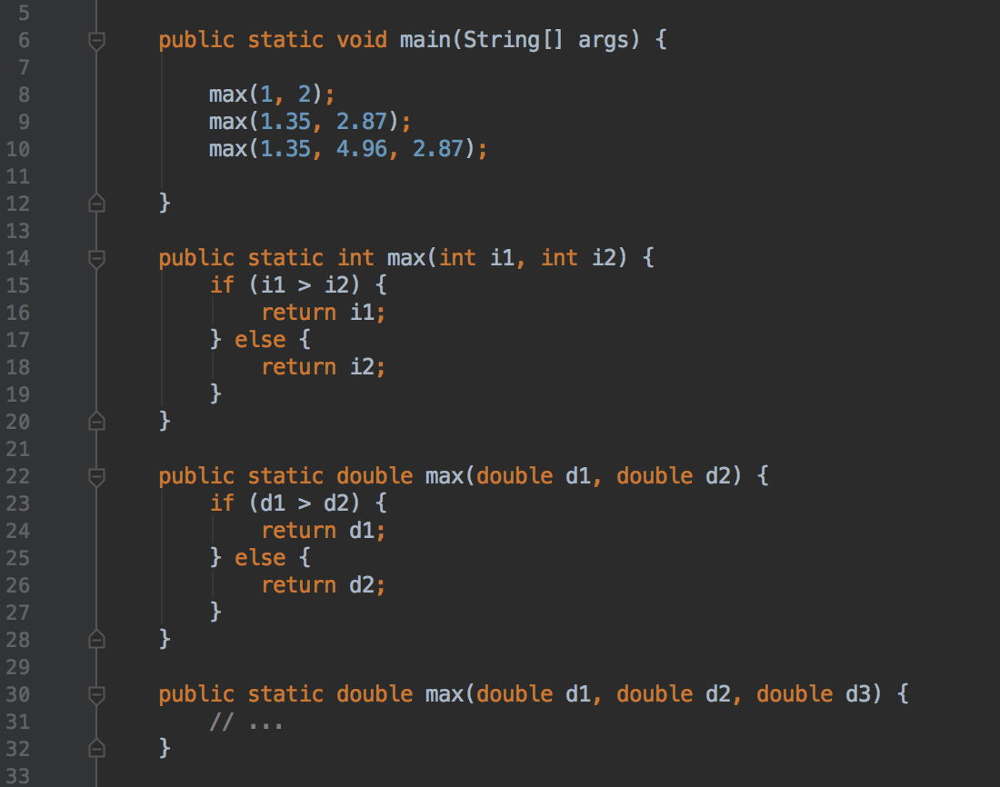 5
6 public static void main(String[] args) {
7
8 max(1, 2);
9 max(1.35, 2.87);
10 max(1.35, 4.96, 2.87);
11
12 }
13
14 public static int max(int i1, int i2) {
15 if (i1 > i2) {
16 return i1;
17 } else {
18 return i2;
19 }
20 }
21
22 public static double max(double d1, double d2) {
23 if (d1 > d2) {
24 return d1;
25 } else {
26 return d2;
27 }
28 }
29
30 public static double max(double d1, double d2, double d3) {
31 // ...
32 }
33